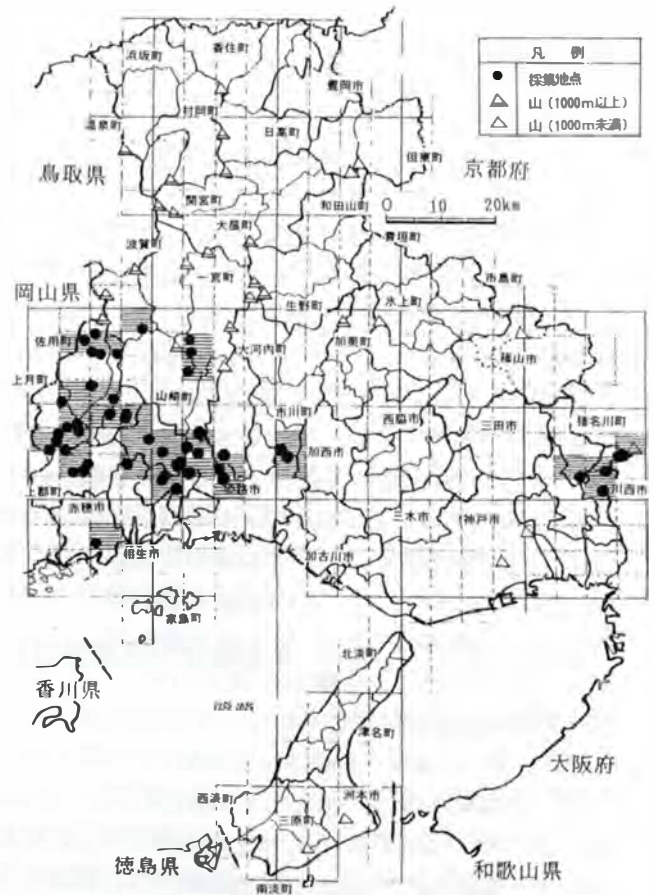 凡例
採集地点
山 (1000m以上)
山 (1000m未満)
浜坂町
香住町
豊岡市
村岡町
温泉町
日高町
但東町
鳥取県
京都府
関宮町
和田山町
0 10 20km
大屋町
青垣町
波賀町
市島町
一宮町
岡山県
生野町
氷上町
佐用町
大河内町
加美町
篠山市
上月町
山崎町
市川町
西脇市
三田市
猪名川町
加西市
川西市
姫路市
赤穂市
三木市
神戸市
相生市
加古川市
家島町
北淡町
香川県
津名町
大阪府
西淡町
洲本市
三原町
徳島県
和歌山県
南淡町